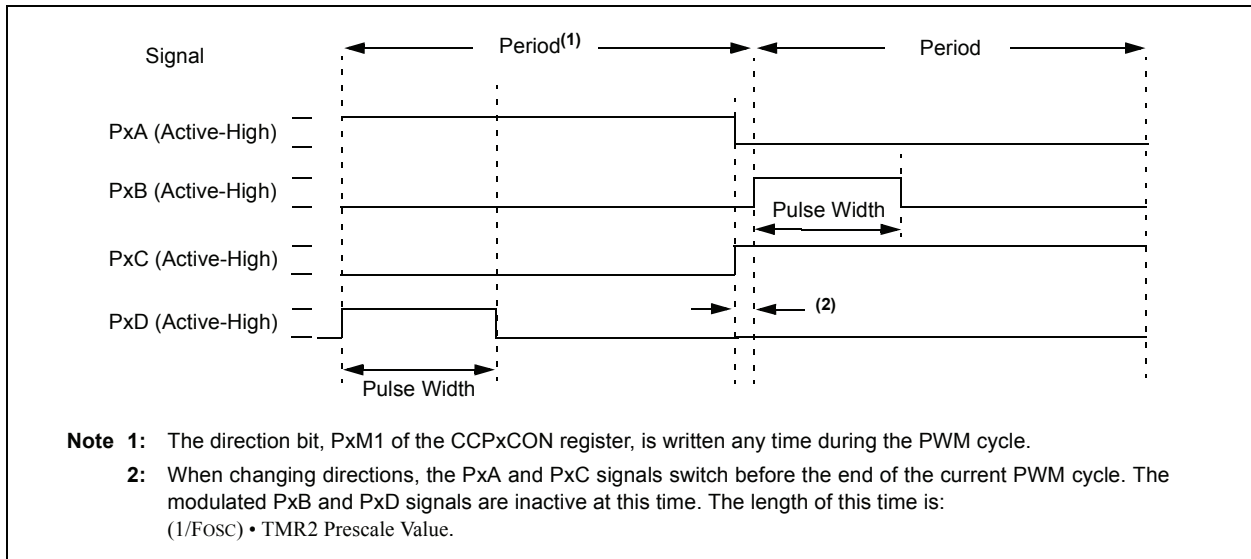 Signal
Period(1)
Period
PxA (Active-High)
PxB (Active-High)
Pulse Width
PxC (Active-High)
(2)
PxD (Active-High)
Pulse Width
Note 1: The direction bit, PxM1 of the CCPxCON register, is written any time during the PWM cycle.
2: When changing directions, the PxA and PxC signals switch before the end of the current PWM cycle. The
modulated PxB and PxD signals are inactive at this time. The length of this time is:
(1/FOSC) • TMR2 Prescale Value.